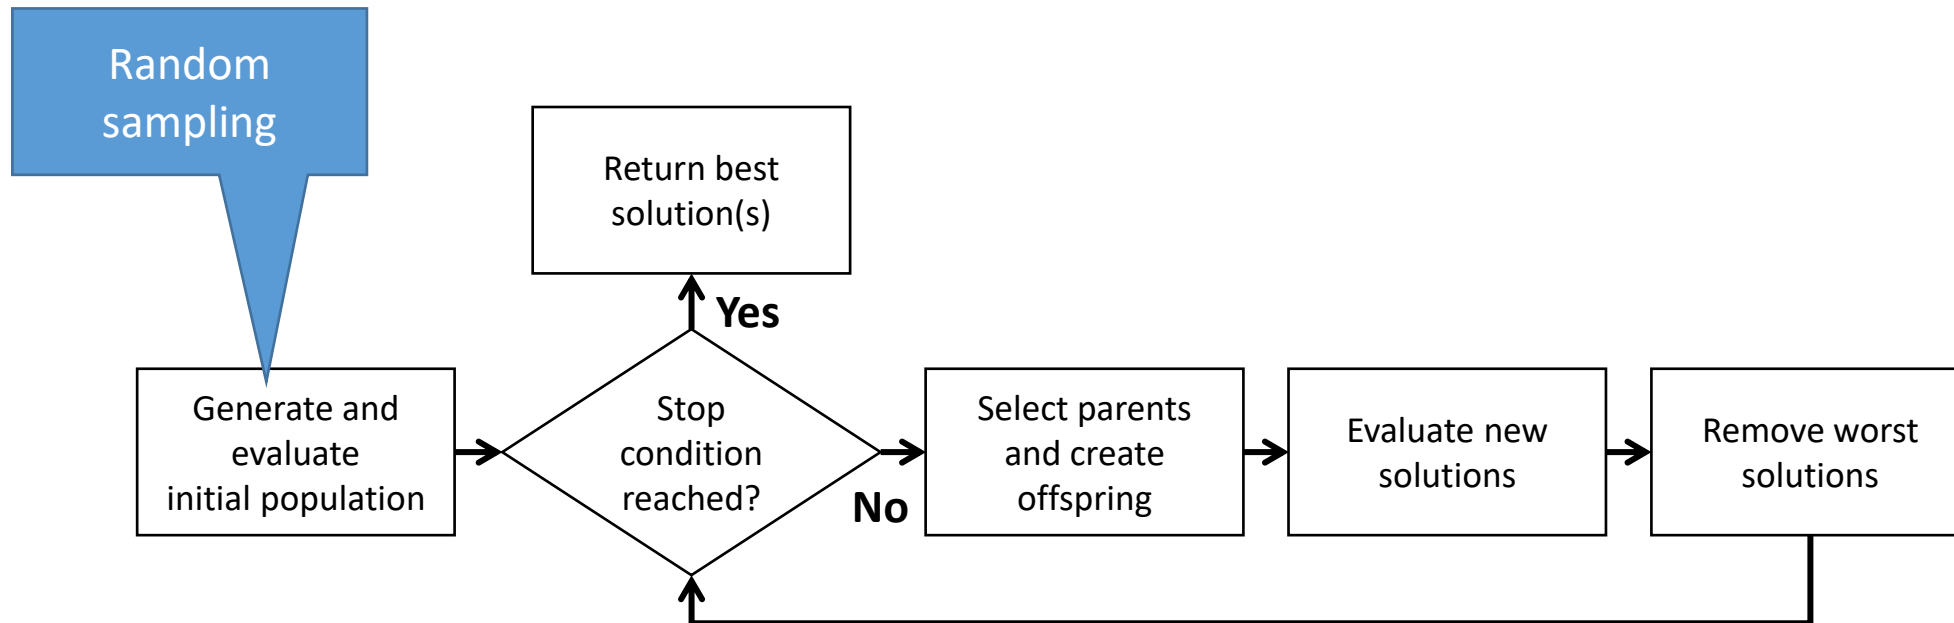 Random
sampling
Return best
solution(s)
Yes
Generate and
evaluate
initial population
Stop
condition
reached?
No
Select parents
and create
offspring
Evaluate new
solutions
Remove worst
solutions